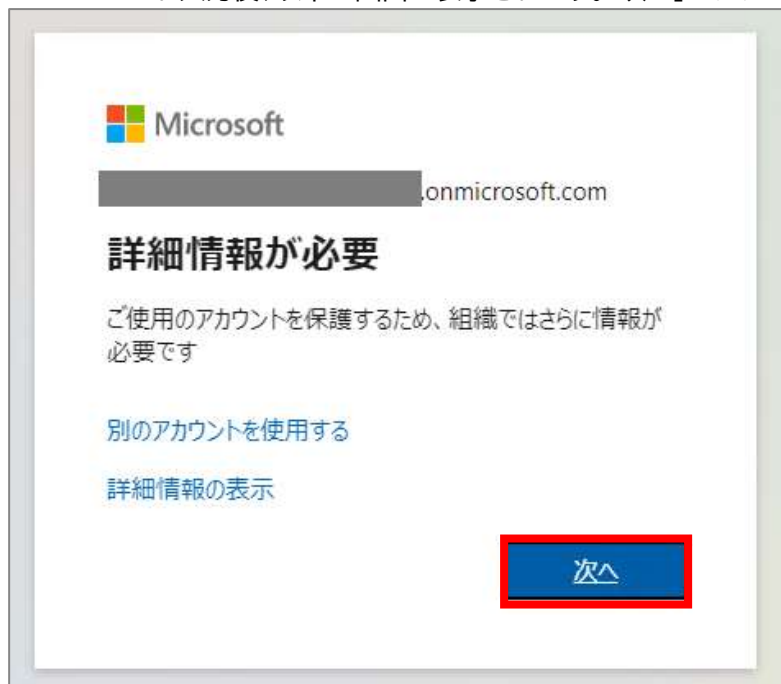 Microsoft
.onmicrosoft.com
詳細情報が必要
ご使用のアカウントを保護するため、組織ではさらに情報が
必要です
別のアカウントを使用する
詳細情報の表示
次へ